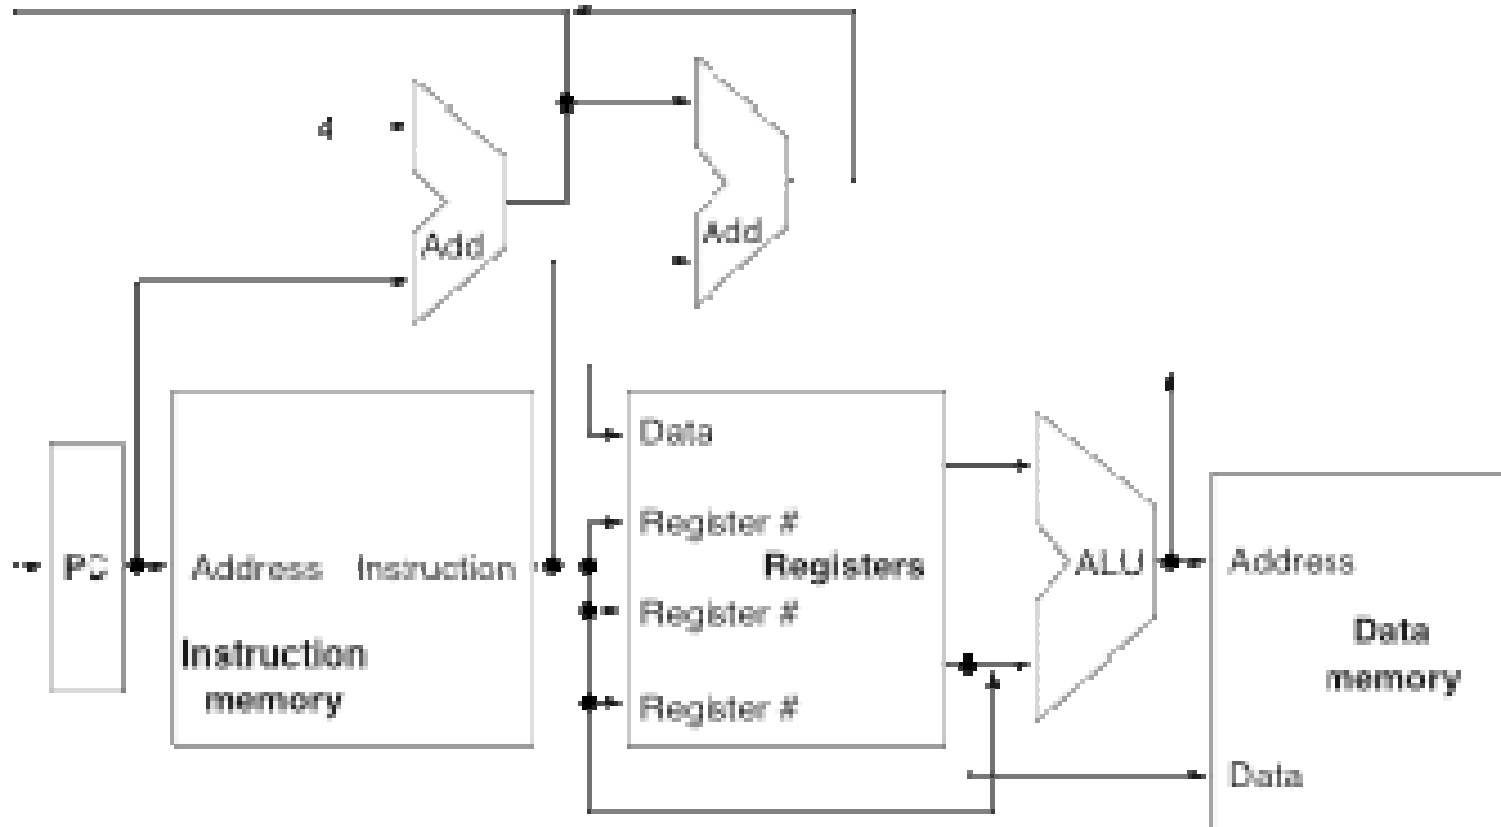 4
Add
Add
Data
Register #
PC
Address
Instruction
Registers
ALU
Address
Register #
Instruction
memory
Data
memory
Register #
Data